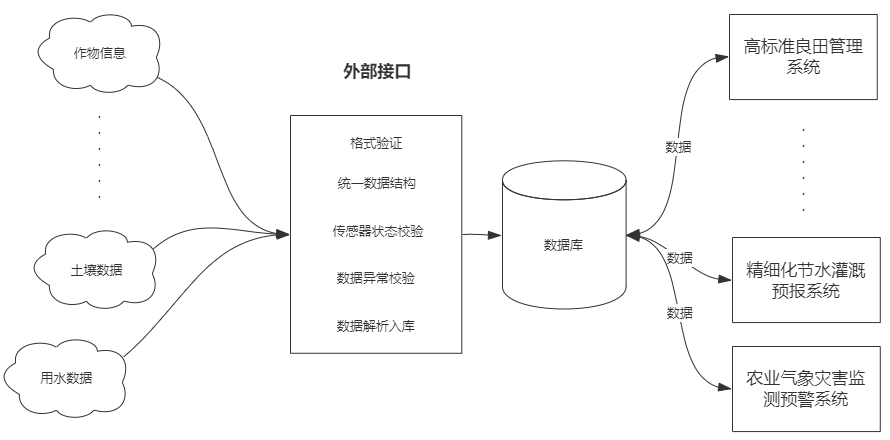 作物信息
土壤数据
用水数据
外部接口
格式验证
统一数据结构
传感器状态校验
数据异常校验
数据解析入库
数据库
数据
数据
数据
高标准良田管理
系统
精细化节水灌溉
预报系统
农业气象灾害监
测预警系统